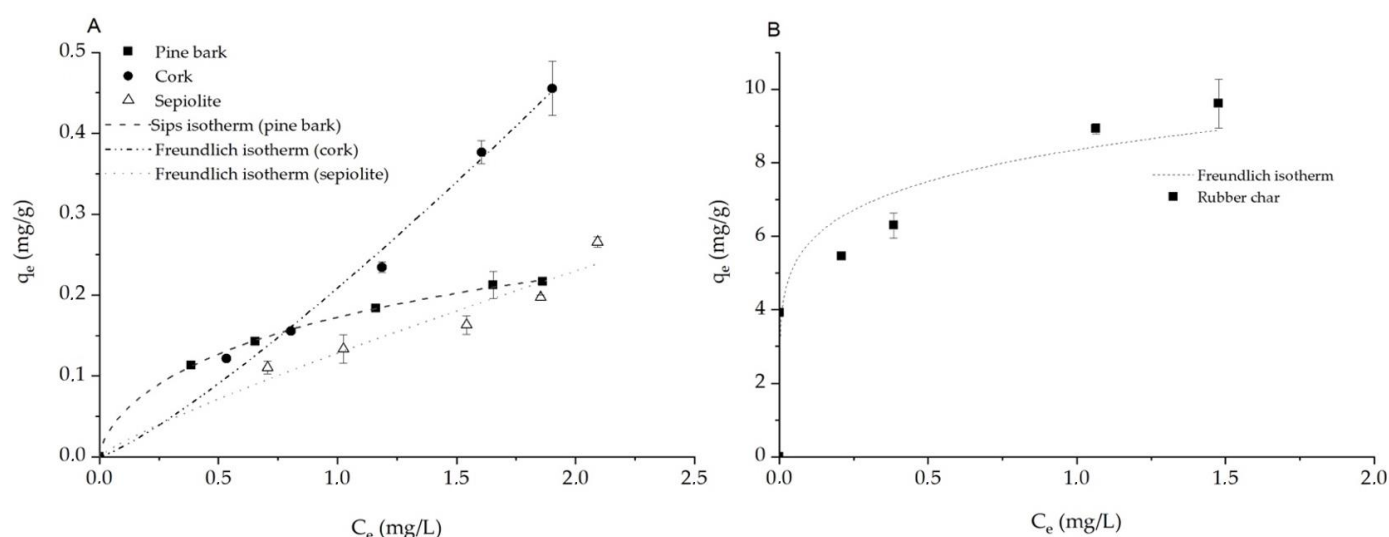 A
Pine bark
Cork
Sepiolite
Sips isotherm (pine bark)
Freundlich isotherm (cork)
Freundlich isotherm (sepiolite)
0.5
0.4
0.3
0.2
0.1
0.0
qe (mg/g)
0.0 0.5 1.0 1.5 2.0 2.5
Ce (mg/L)
B
10
8
6
4
2
0
qe (mg/g)
Freundlich isotherm
Rubber char
0.0 0.5 1.0 1.5 2.0
Ce (mg/L)